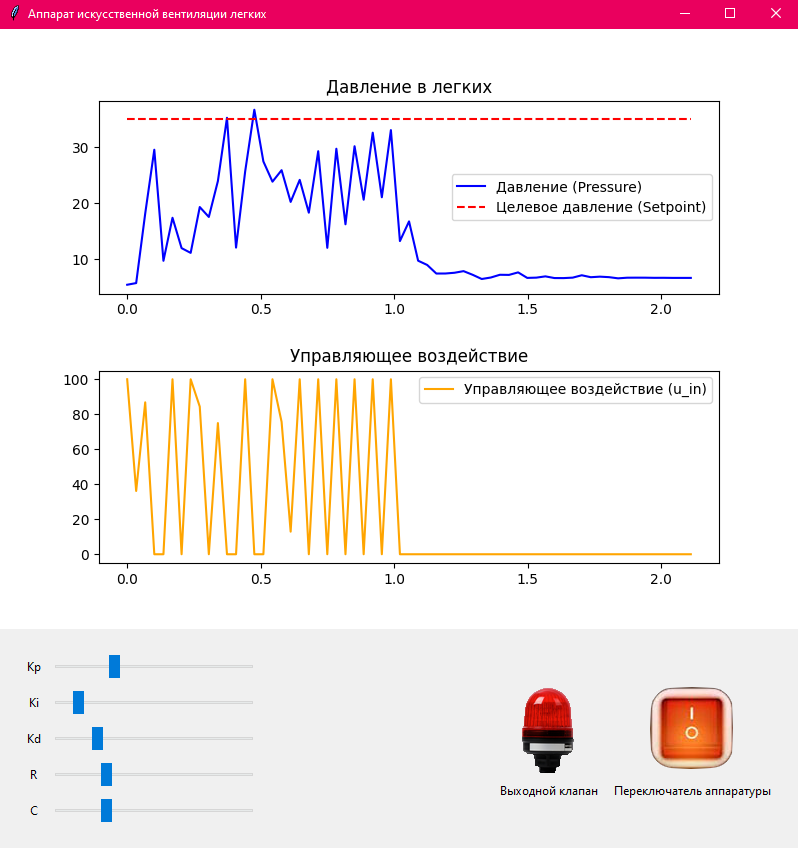 Аппарат искусственной вентиляции легких
Давление в легких
30
20
10
Давление (Pressure)
Целевое давление (Setpoint)
0.0 0.5 1.0 1.5 2.0
Управляющее воздействие
100
80
60
40
20
0
Управляющее воздействие (u_in)
0.0 0.5 1.0 1.5 2.0
Kp
Ki
Kd
R
C
Выходной клапан
Переключатель аппаратуры